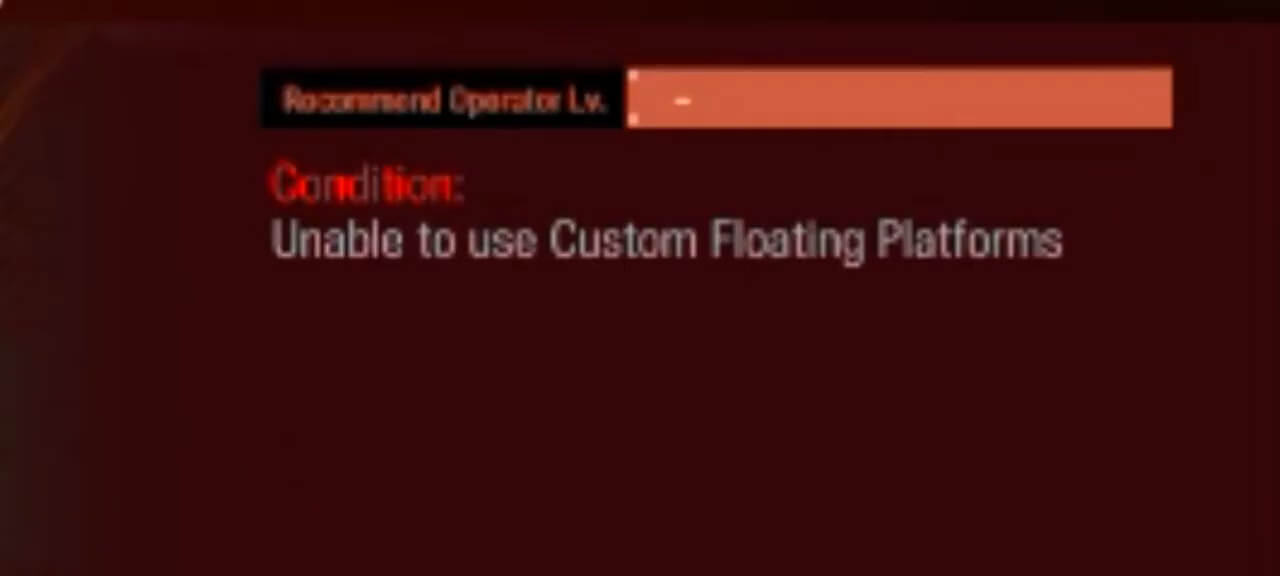 Recommend Operator Lv. -
Condition:
Unable to use Custom Floating Platforms